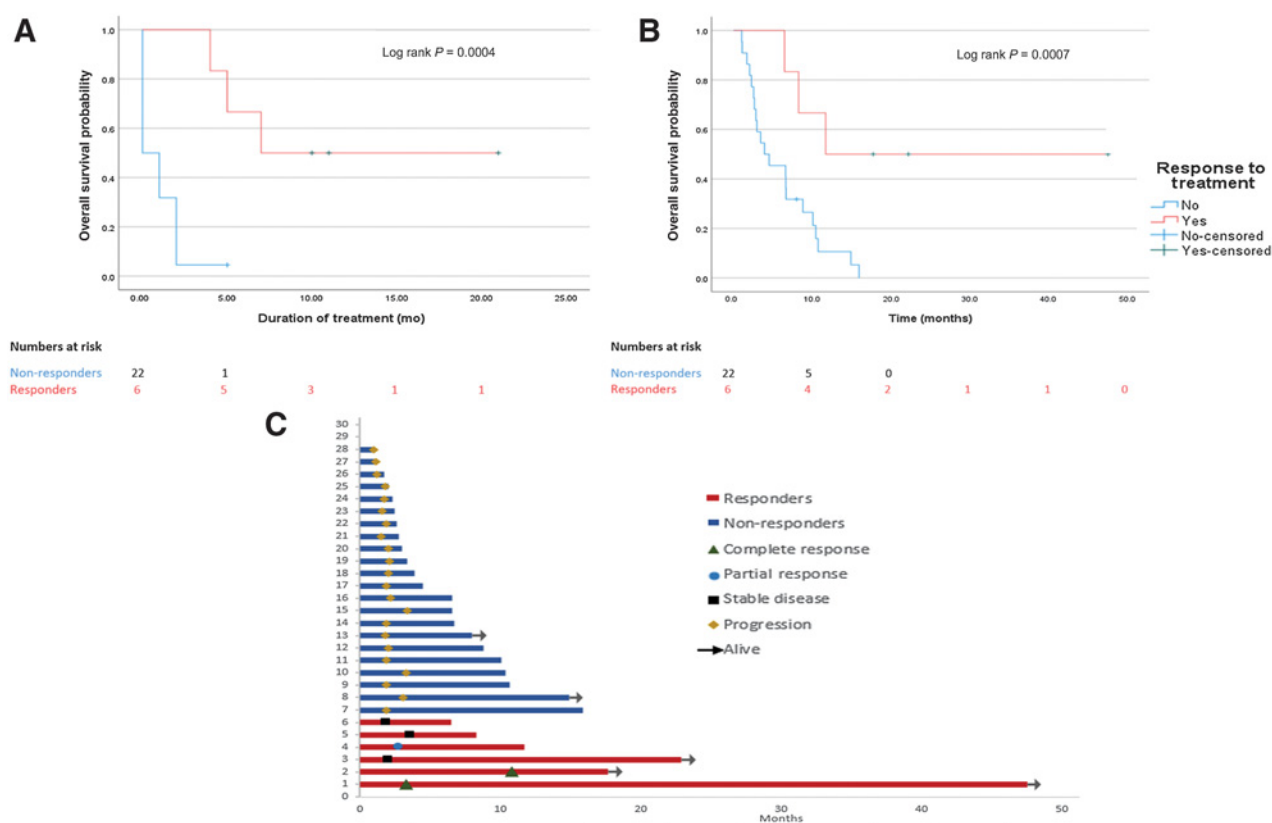 A
Log rank P = 0.0004
Overall survival probability
1.0
0.8
0.6
0.4
0.2
0.0
0.00 5.00 10.00 15.00 20.00 25.00
Duration of treatment (mo)
Numbers at risk
Non-responders 22 1
Responders 6 5 3 1 1
B
Log rank P = 0.0007
Overall survival probability
1.0
0.8
0.6
0.4
0.2
0.0
0.0 10.0 20.0 30.0 40.0 50.0
Time (months)
Response to
treatment
No
Yes
No-censored
Yes-censored
Numbers at risk
Non-responders 22 5 0
Responders 6 4 2 1 1 0
C
30
29
28
27
26
25
24
23
22
21
20
19
18
17
16
15
14
13
12
11
10
9
8
7
6
5
4
3
2
1
0
0 10 20 30 40 50
Months
Responders
Non-responders
Complete response
Partial response
Stable disease
Progression
Alive